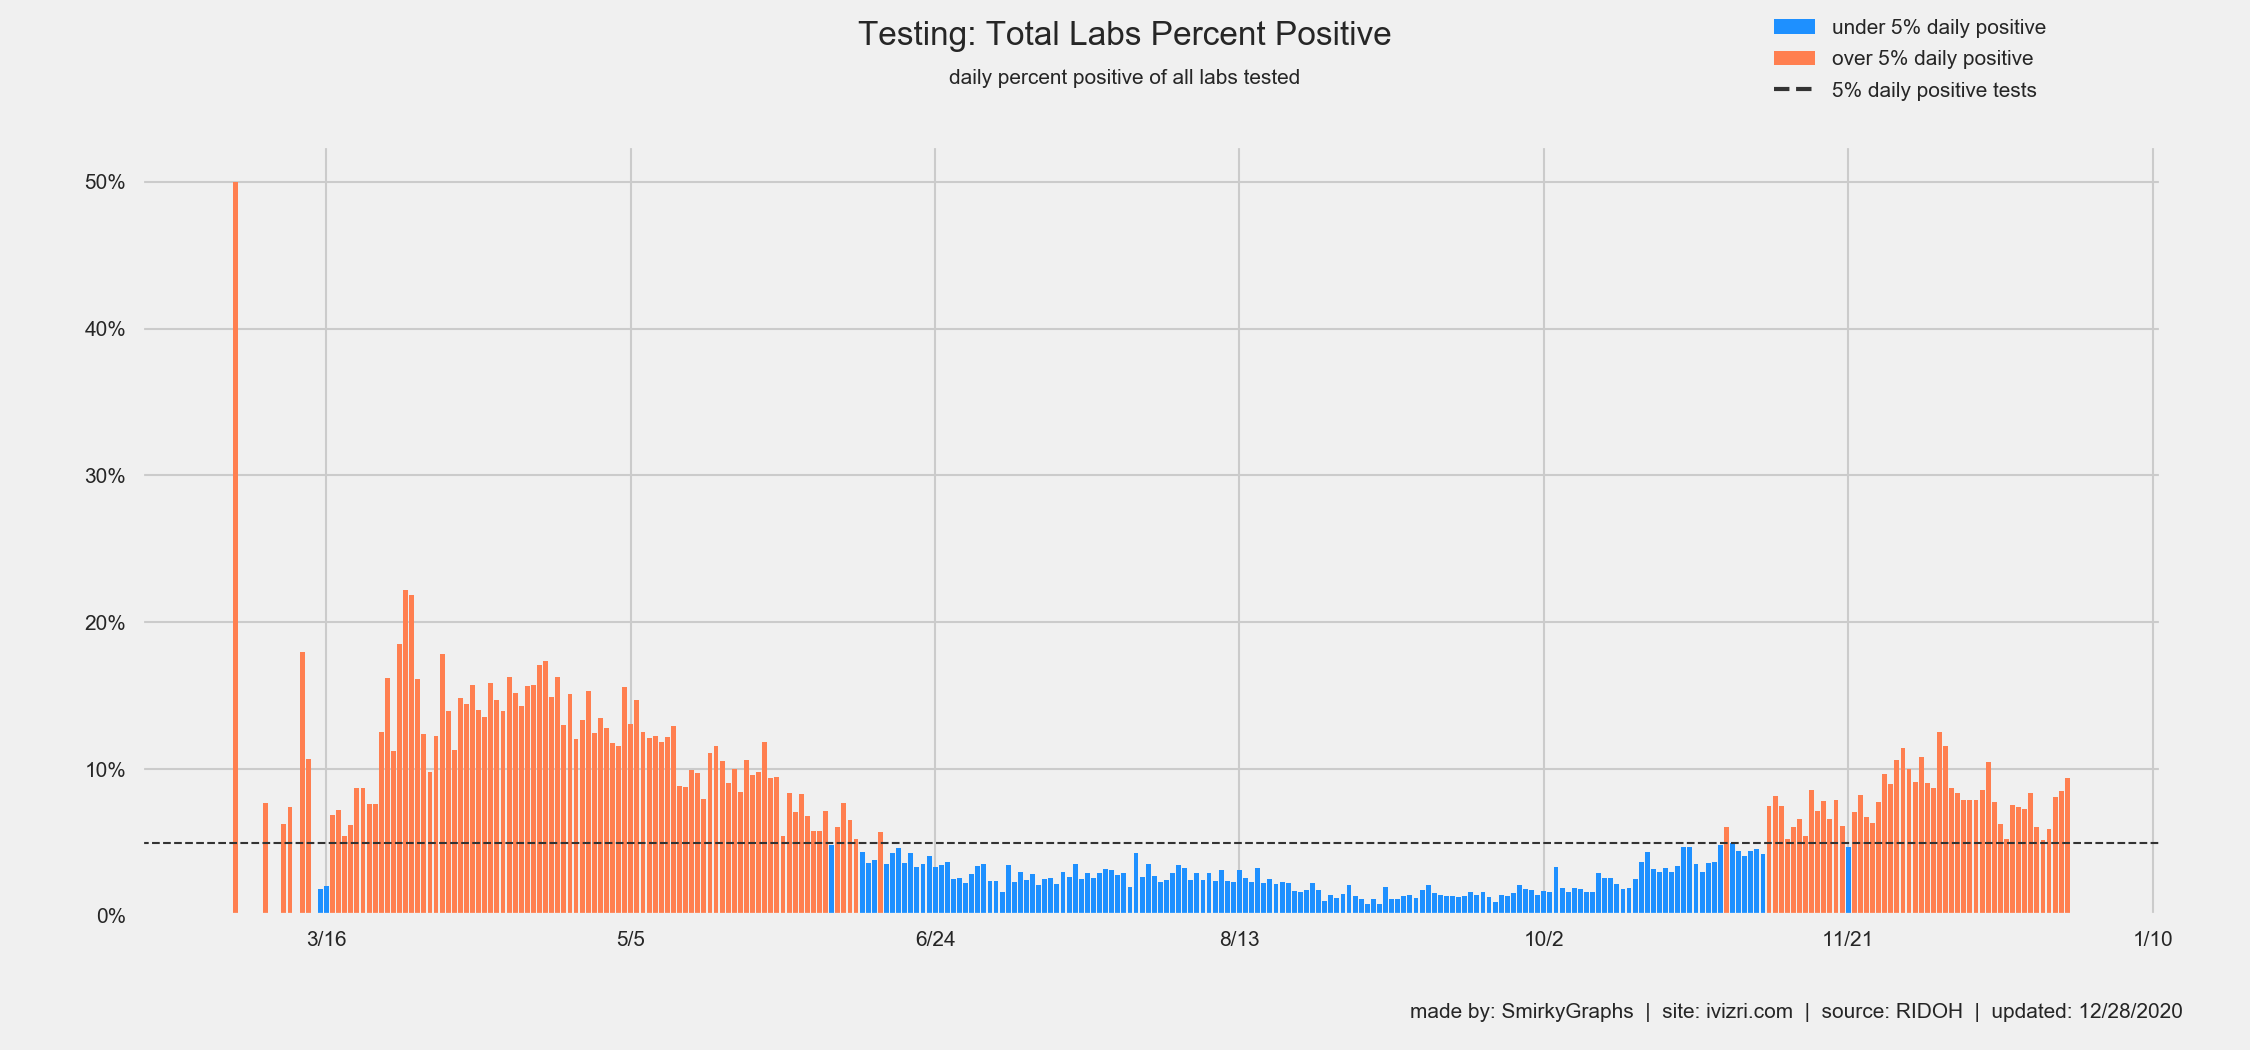 Testing: Total Labs Percent Positive
daily percent positive of all labs tested
under 5% daily positive
over 5% daily positive
5% daily positive tests
50%
40%
30%
20%
10%
0%
3/16 5/5 6/24 8/13 10/2 11/21 1/10
made by: SmirkyGraphs | site: ivizri.com | source: RIDOH | updated: 12/28/2020